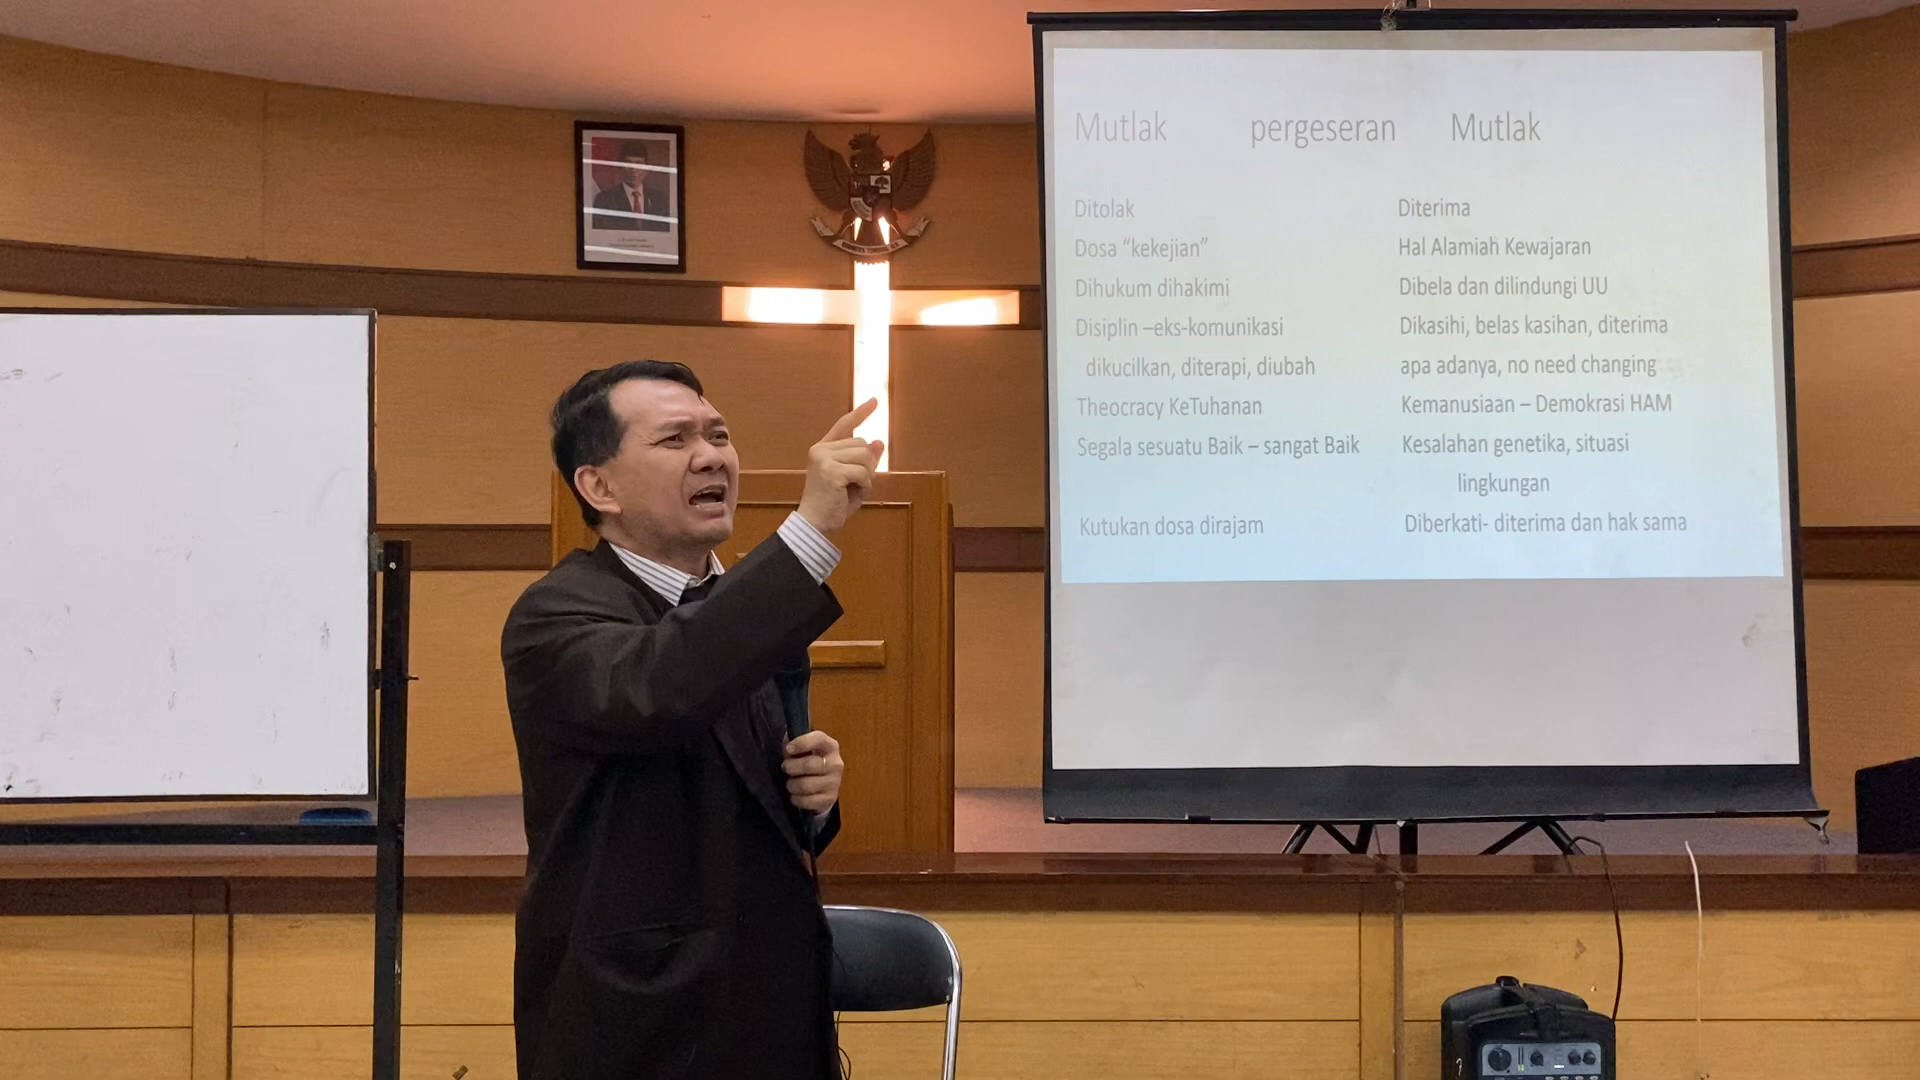 Mutlak pergeseran Mutlak
Ditolak Diterima
Dosa “kekejian” Hal Alamiah Kewajaran
Dihukum dihakimi Dibela dan dilindungi UU
Disiplin –eks-komunikasi Dikasihi, belas kasihan, diterima
dikucilkan, diterapi, diubah apa adanya, no need changing
Theocracy KeTuhanan Kemanusiaan – Demokrasi HAM
Segala sesuatu Baik – sangat Baik Kesalahan genetika, situasi
lingkungan
Kutukan dosa dirajam Diberkati- diterima dan hak sama